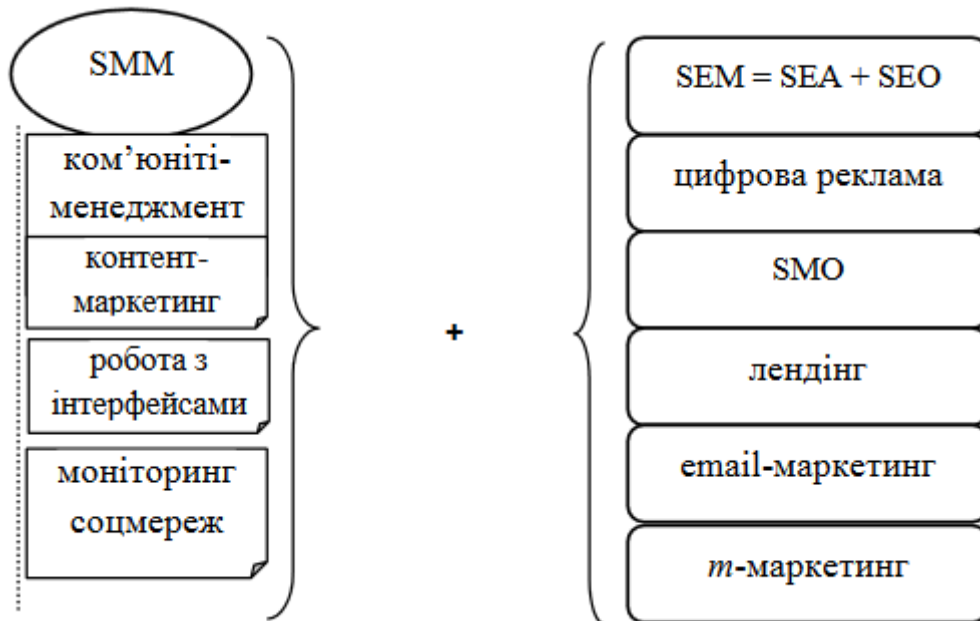 SMM
ком’юніті-
менеджмент
контент-
маркетинг
робота з
інтерфейсами
моніторинг
соцмереж
+
SEM = SEA + SEO
цифрова реклама
SMO
лендінг
email-маркетинг
m-маркетинг